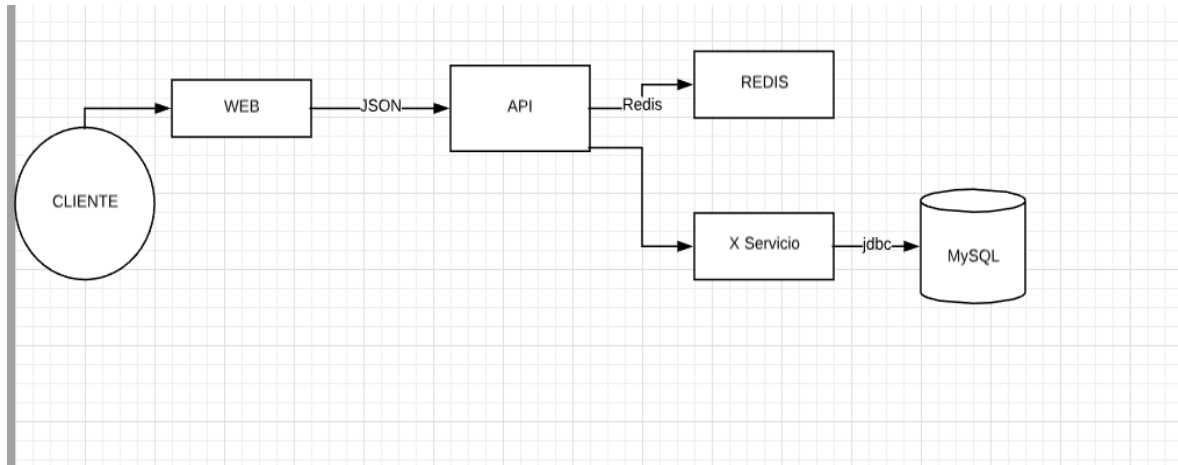 CLIENTE
WEB
JSON
API
Redis
REDIS
X Servicio
jdbc
MySQL